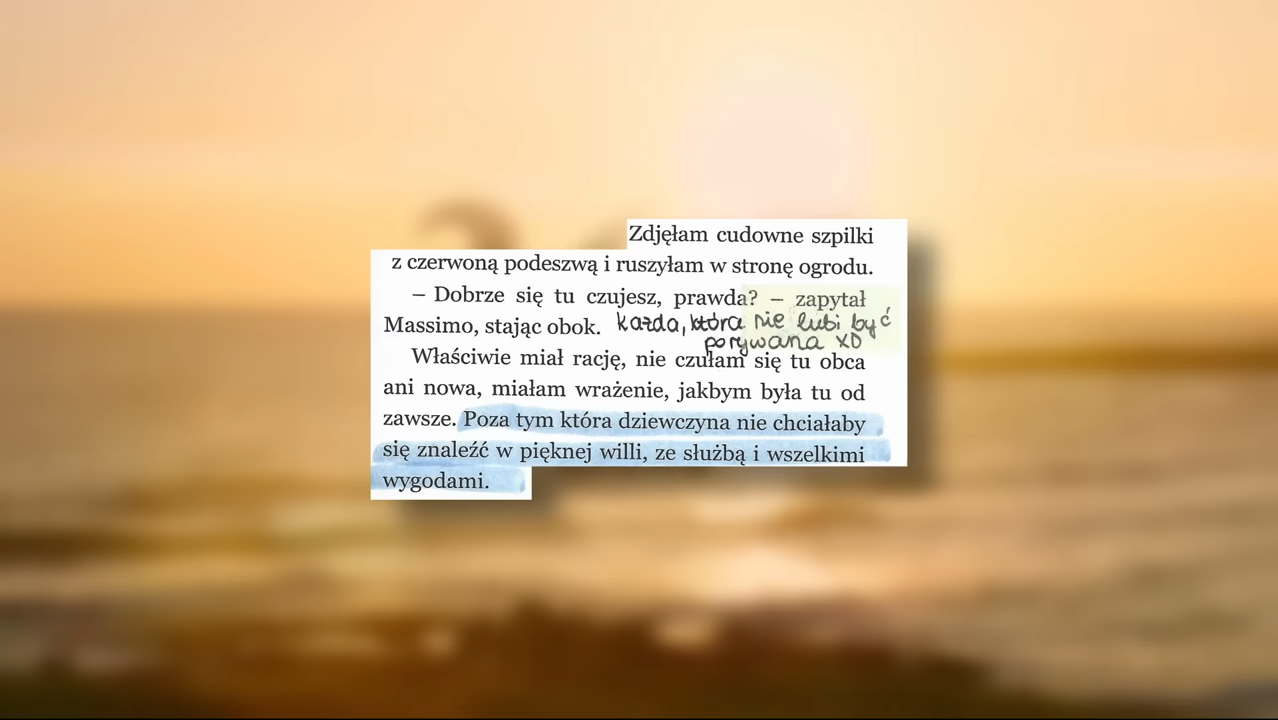 Zdjęłam cudowne szpilki
z czerwoną podeszwą i ruszyłam w stronę ogrodu.
– Dobrze się tu czujesz, prawda? – zapytał
Massimo, stając obok. każda, która nie lubi być
porywana XD
Właściwie miał rację, nie czułam się tu obca
ani nowa, miałam wrażenie, jakbym była tu od
zawsze. Poza tym która dziewczyna nie chciałaby
się znaleźć w pięknej willi, ze służbą i wszelkimi
wygodami.